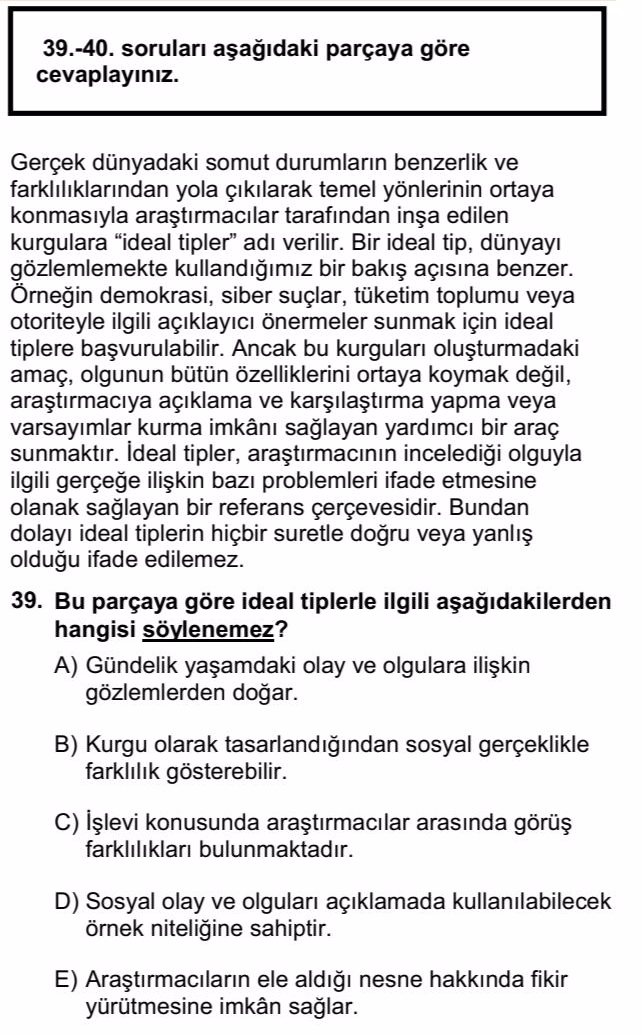 39.-40. soruları aşağıdaki parçaya göre
cevaplayınız.
Gerçek dünyadaki somut durumların benzerlik ve
farklılıklarından yola çıkılarak temel yönlerinin ortaya
konmasıyla araştırmacılar tarafından inşa edilen
kurgulara “ideal tipler” adı verilir. Bir ideal tip, dünyayı
gözlemlemekte kullandığımız bir bakış açısına benzer.
Örneğin demokrasi, siber suçlar, tüketim toplumu veya
otoriteyle ilgili açıklayıcı önermeler sunmak için ideal
tiplere başvurulabilir. Ancak bu kurguları oluşturmadaki
amaç, olgunun bütün özelliklerini ortaya koymak değil,
araştırmacıya açıklama ve karşılaştırma yapma veya
varsayımlar kurma imkânı sağlayan yardımcı bir araç
sunmaktır. İdeal tipler, araştırmacının incelediği olguyla
ilgili gerçeğe ilişkin bazı problemleri ifade etmesine
olanak sağlayan bir referans çerçevesidir. Bundan
dolayı ideal tiplerin hiçbir suretle doğru veya yanlış
olduğu ifade edilemez.
39. Bu parçaya göre ideal tiplerle ilgili aşağıdakilerden
hangisi söylenemez?
A) Gündelik yaşamdaki olay ve olgulara ilişkin
gözlemlerden doğar.
B) Kurgu olarak tasarlandığından sosyal gerçeklikle
farklılık gösterebilir.
C) İşlevi konusunda araştırmacılar arasında görüş
farklılıkları bulunmaktadır.
D) Sosyal olay ve olguları açıklamada kullanılabilecek
örnek niteliğine sahiptir.
E) Araştırmacıların ele aldığı nesne hakkında fikir
yürütmesine imkân sağlar.